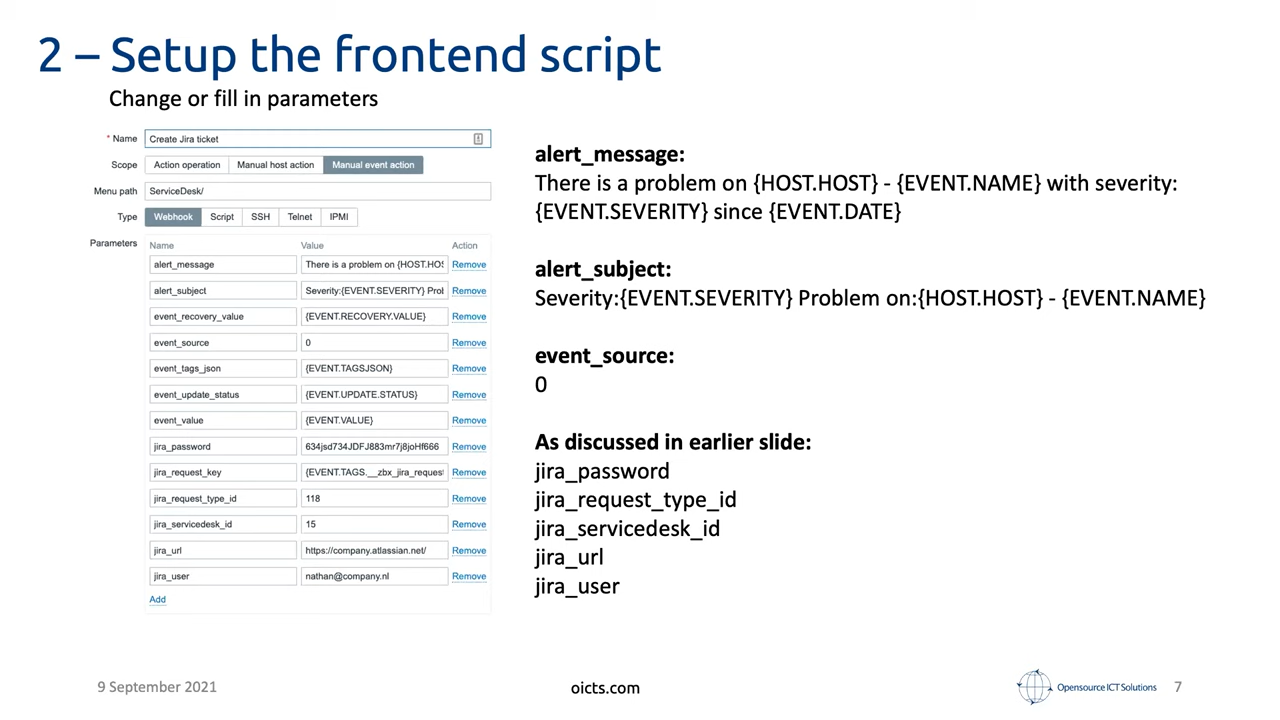 2 – Setup the frontend script
Change or fill in parameters
* Name Create Jira ticket
Scope Action operation Manual host action Manual event action
Menu path ServiceDesk/
Type Webhook Script SSH Telnet IPMI
Parameters Name Value Action
alert_message There is a problem on {HOST.HOS Remove
alert_subject Severity:{EVENT.SEVERITY} Prob Remove
event_recovery_value {EVENT.RECOVERY.VALUE} Remove
event_source 0 Remove
event_tags_json {EVENT.TAGSJSON} Remove
event_update_status {EVENT.UPDATE.STATUS} Remove
event_value {EVENT.VALUE} Remove
jira_password 634jsd734JDFJ883mr7j8joHf666 Remove
jira_request_key {EVENT.TAGS.__zbx_jira_request Remove
jira_request_type_id 118 Remove
jira_servicedesk_id 15 Remove
jira_url https://company.atlassian.net/ Remove
jira_user nathan@company.nl Remove
Add
alert_message:
There is a problem on {HOST.HOST} - {EVENT.NAME} with severity:
{EVENT.SEVERITY} since {EVENT.DATE}
alert_subject:
Severity:{EVENT.SEVERITY} Problem on:{HOST.HOST} - {EVENT.NAME}
event_source:
0
As discussed in earlier slide:
jira_password
jira_request_type_id
jira_servicedesk_id
jira_url
jira_user
9 September 2021
oicts.com
Opensource ICT Solutions
7